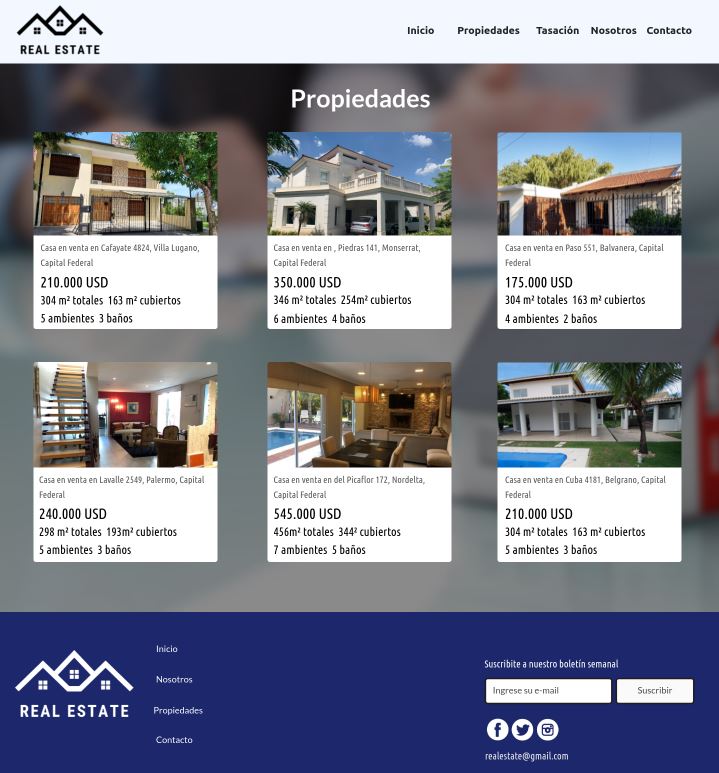 REAL ESTATE
Inicio Propiedades Tasación Nosotros Contacto
Propiedades
Casa en venta en Cafayate 4824, Villa Lugano,
Capital Federal
210.000 USD
304 m² totales 163 m² cubiertos
5 ambientes 3 baños
Casa en venta en , Piedras 141, Monserrat,
Capital Federal
350.000 USD
346 m² totales 254m² cubiertos
6 ambientes 4 baños
Casa en venta en Paso 551, Balvanera, Capital
Federal
175.000 USD
304 m² totales 163 m² cubiertos
4 ambientes 2 baños
Casa en venta en Lavalle 2549, Palermo, Capital
Federal
240.000 USD
298 m² totales 193m² cubiertos
5 ambientes 3 baños
Casa en venta en del Picaflor 172, Nordelta,
Capital Federal
545.000 USD
456m² totales 344² cubiertos
7 ambientes 5 baños
Casa en venta en Cuba 4181, Belgrano, Capital
Federal
210.000 USD
304 m² totales 163 m² cubiertos
5 ambientes 3 baños
REAL ESTATE
Inicio
Nosotros
Propiedades
Contacto
Suscribite a nuestro boletín semanal
Ingrese su e-mail Suscribir
realestate@gmail.com